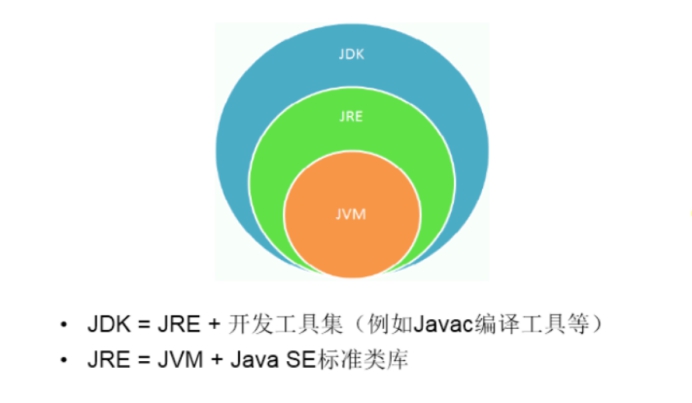 JDK
JRE
JVM
• JDK = JRE + 开发工具集（例如Javac编译工具等）
• JRE = JVM + Java SE标准类库